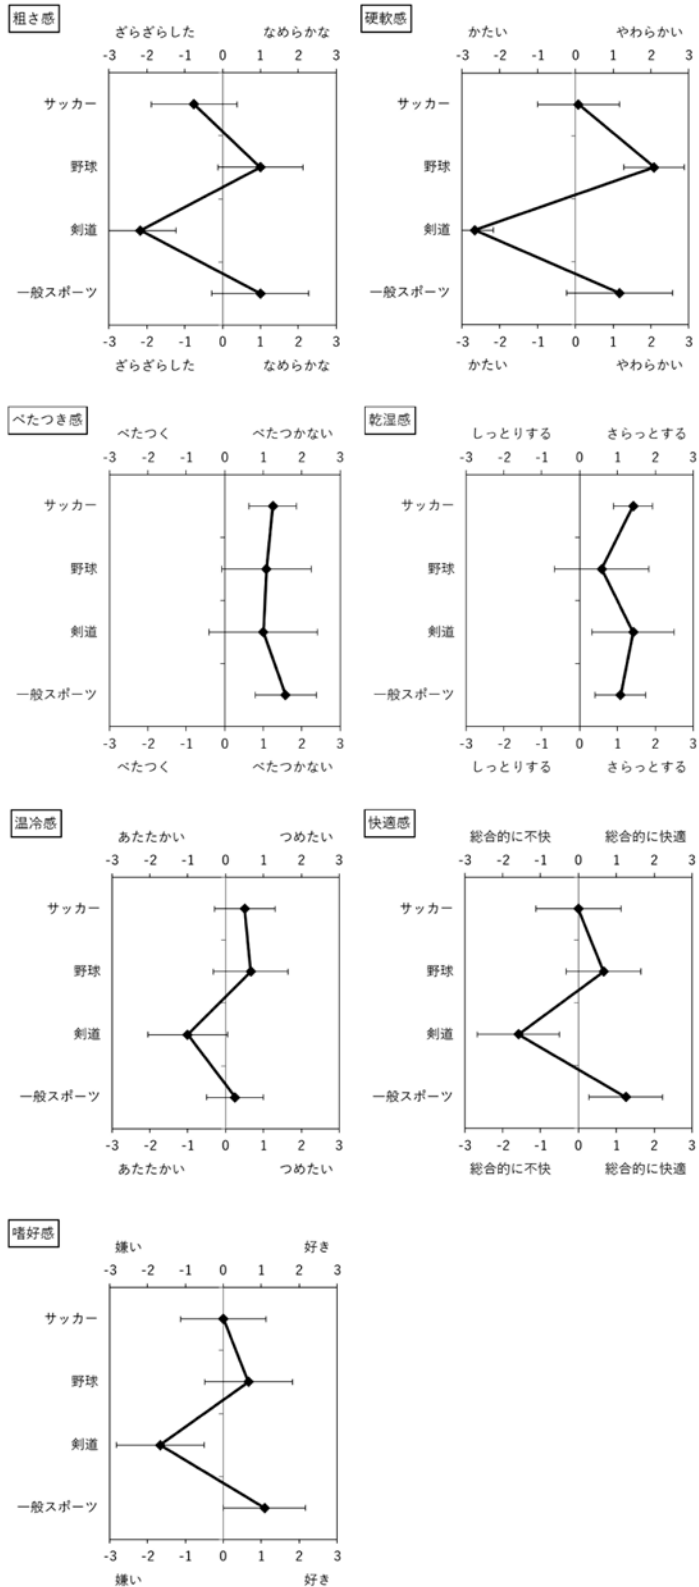 粗さ感
ざらざらした なめらかな
-3 -2 -1 0 1 2 3
サッカー
野球
剣道
一般スポーツ
-3 -2 -1 0 1 2 3
ざらざらした なめらかな
硬軟感
かたい やわらかい
-3 -2 -1 0 1 2 3
サッカー
野球
剣道
一般スポーツ
-3 -2 -1 0 1 2 3
かたい やわらかい
べたつき感
べたつく べたつかない
-3 -2 -1 0 1 2 3
サッカー
野球
剣道
一般スポーツ
-3 -2 -1 0 1 2 3
べたつく べたつかない
乾湿感
しっとりする さらっとする
-3 -2 -1 0 1 2 3
サッカー
野球
剣道
一般スポーツ
-3 -2 -1 0 1 2 3
しっとりする さらっとする
温冷感
あたたかい つめたい
-3 -2 -1 0 1 2 3
サッカー
野球
剣道
一般スポーツ
-3 -2 -1 0 1 2 3
あたたかい つめたい
快適感
総合的に不快 総合的に快適
-3 -2 -1 0 1 2 3
サッカー
野球
剣道
一般スポーツ
-3 -2 -1 0 1 2 3
総合的に不快 総合的に快適
嗜好感
嫌い 好き
-3 -2 -1 0 1 2 3
サッカー
野球
剣道
一般スポーツ
-3 -2 -1 0 1 2 3
嫌い 好き